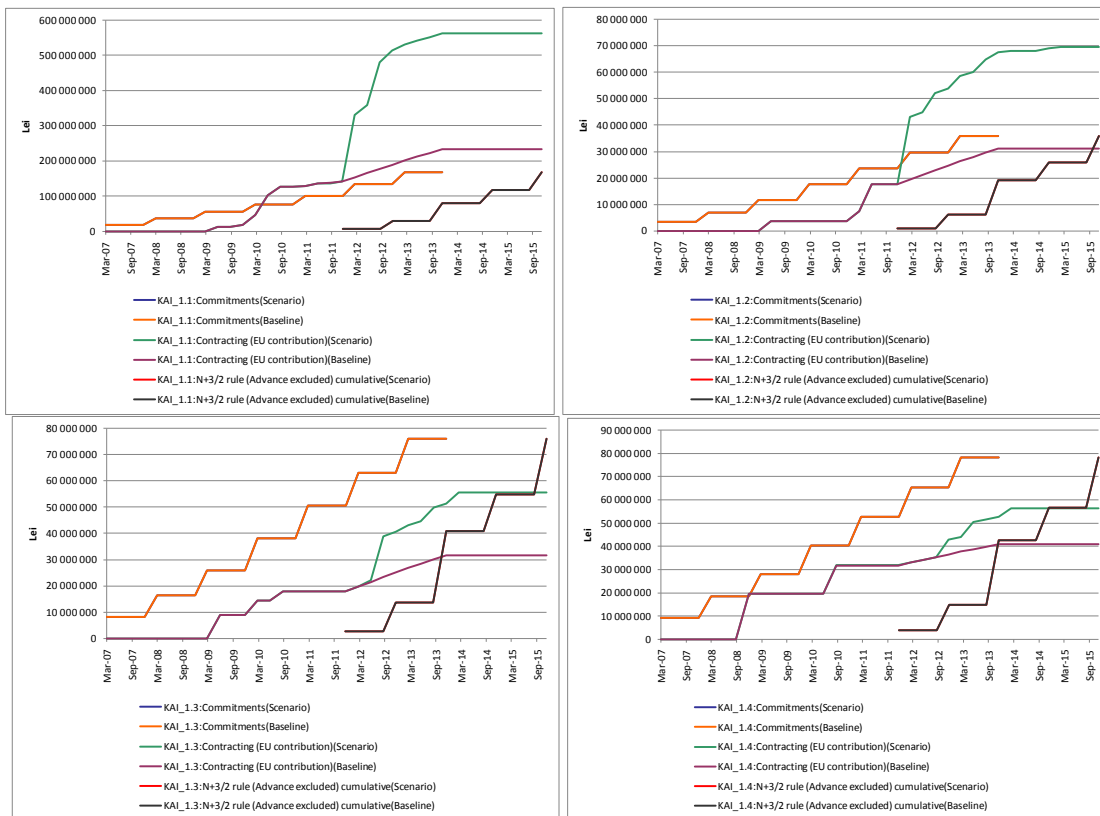 600 000 000
500 000 000
400 000 000
300 000 000
200 000 000
100 000 000
0
Lei
Mar-07
Sep-07
Mar-08
Sep-08
Mar-09
Sep-09
Mar-10
Sep-10
Mar-11
Sep-11
Mar-12
Sep-12
Mar-13
Sep-13
Mar-14
Sep-14
Mar-15
Sep-15
KAI_1.1:Commitments(Scenario)
KAI_1.1:Commitments(Baseline)
KAI_1.1:Contracting (EU contribution)(Scenario)
KAI_1.1:Contracting (EU contribution)(Baseline)
KAI_1.1:N+3/2 rule (Advance excluded) cumulative(Scenario)
KAI_1.1:N+3/2 rule (Advance excluded) cumulative(Baseline)
80 000 000
70 000 000
60 000 000
50 000 000
40 000 000
30 000 000
20 000 000
10 000 000
0
Lei
Mar-07
Sep-07
Mar-08
Sep-08
Mar-09
Sep-09
Mar-10
Sep-10
Mar-11
Sep-11
Mar-12
Sep-12
Mar-13
Sep-13
Mar-14
Sep-14
Mar-15
Sep-15
KAI_1.2:Commitments(Scenario)
KAI_1.2:Commitments(Baseline)
KAI_1.2:Contracting (EU contribution)(Scenario)
KAI_1.2:Contracting (EU contribution)(Baseline)
KAI_1.2:N+3/2 rule (Advance excluded) cumulative(Scenario)
KAI_1.2:N+3/2 rule (Advance excluded) cumulative(Baseline)
80 000 000
70 000 000
60 000 000
50 000 000
40 000 000
30 000 000
20 000 000
10 000 000
0
Lei
Mar-07
Sep-07
Mar-08
Sep-08
Mar-09
Sep-09
Mar-10
Sep-10
Mar-11
Sep-11
Mar-12
Sep-12
Mar-13
Sep-13
Mar-14
Sep-14
Mar-15
Sep-15
KAI_1.3:Commitments(Scenario)
KAI_1.3:Commitments(Baseline)
KAI_1.3:Contracting (EU contribution)(Scenario)
KAI_1.3:Contracting (EU contribution)(Baseline)
KAI_1.3:N+3/2 rule (Advance excluded) cumulative(Scenario)
KAI_1.3:N+3/2 rule (Advance excluded) cumulative(Baseline)
90 000 000
80 000 000
70 000 000
60 000 000
50 000 000
40 000 000
30 000 000
20 000 000
10 000 000
0
Lei
Mar-07
Sep-07
Mar-08
Sep-08
Mar-09
Sep-09
Mar-10
Sep-10
Mar-11
Sep-11
Mar-12
Sep-12
Mar-13
Sep-13
Mar-14
Sep-14
Mar-15
Sep-15
KAI_1.4:Commitments(Scenario)
KAI_1.4:Commitments(Baseline)
KAI_1.4:Contracting (EU contribution)(Scenario)
KAI_1.4:Contracting (EU contribution)(Baseline)
KAI_1.4:N+3/2 rule (Advance excluded) cumulative(Scenario)
KAI_1.4:N+3/2 rule (Advance excluded) cumulative(Baseline)